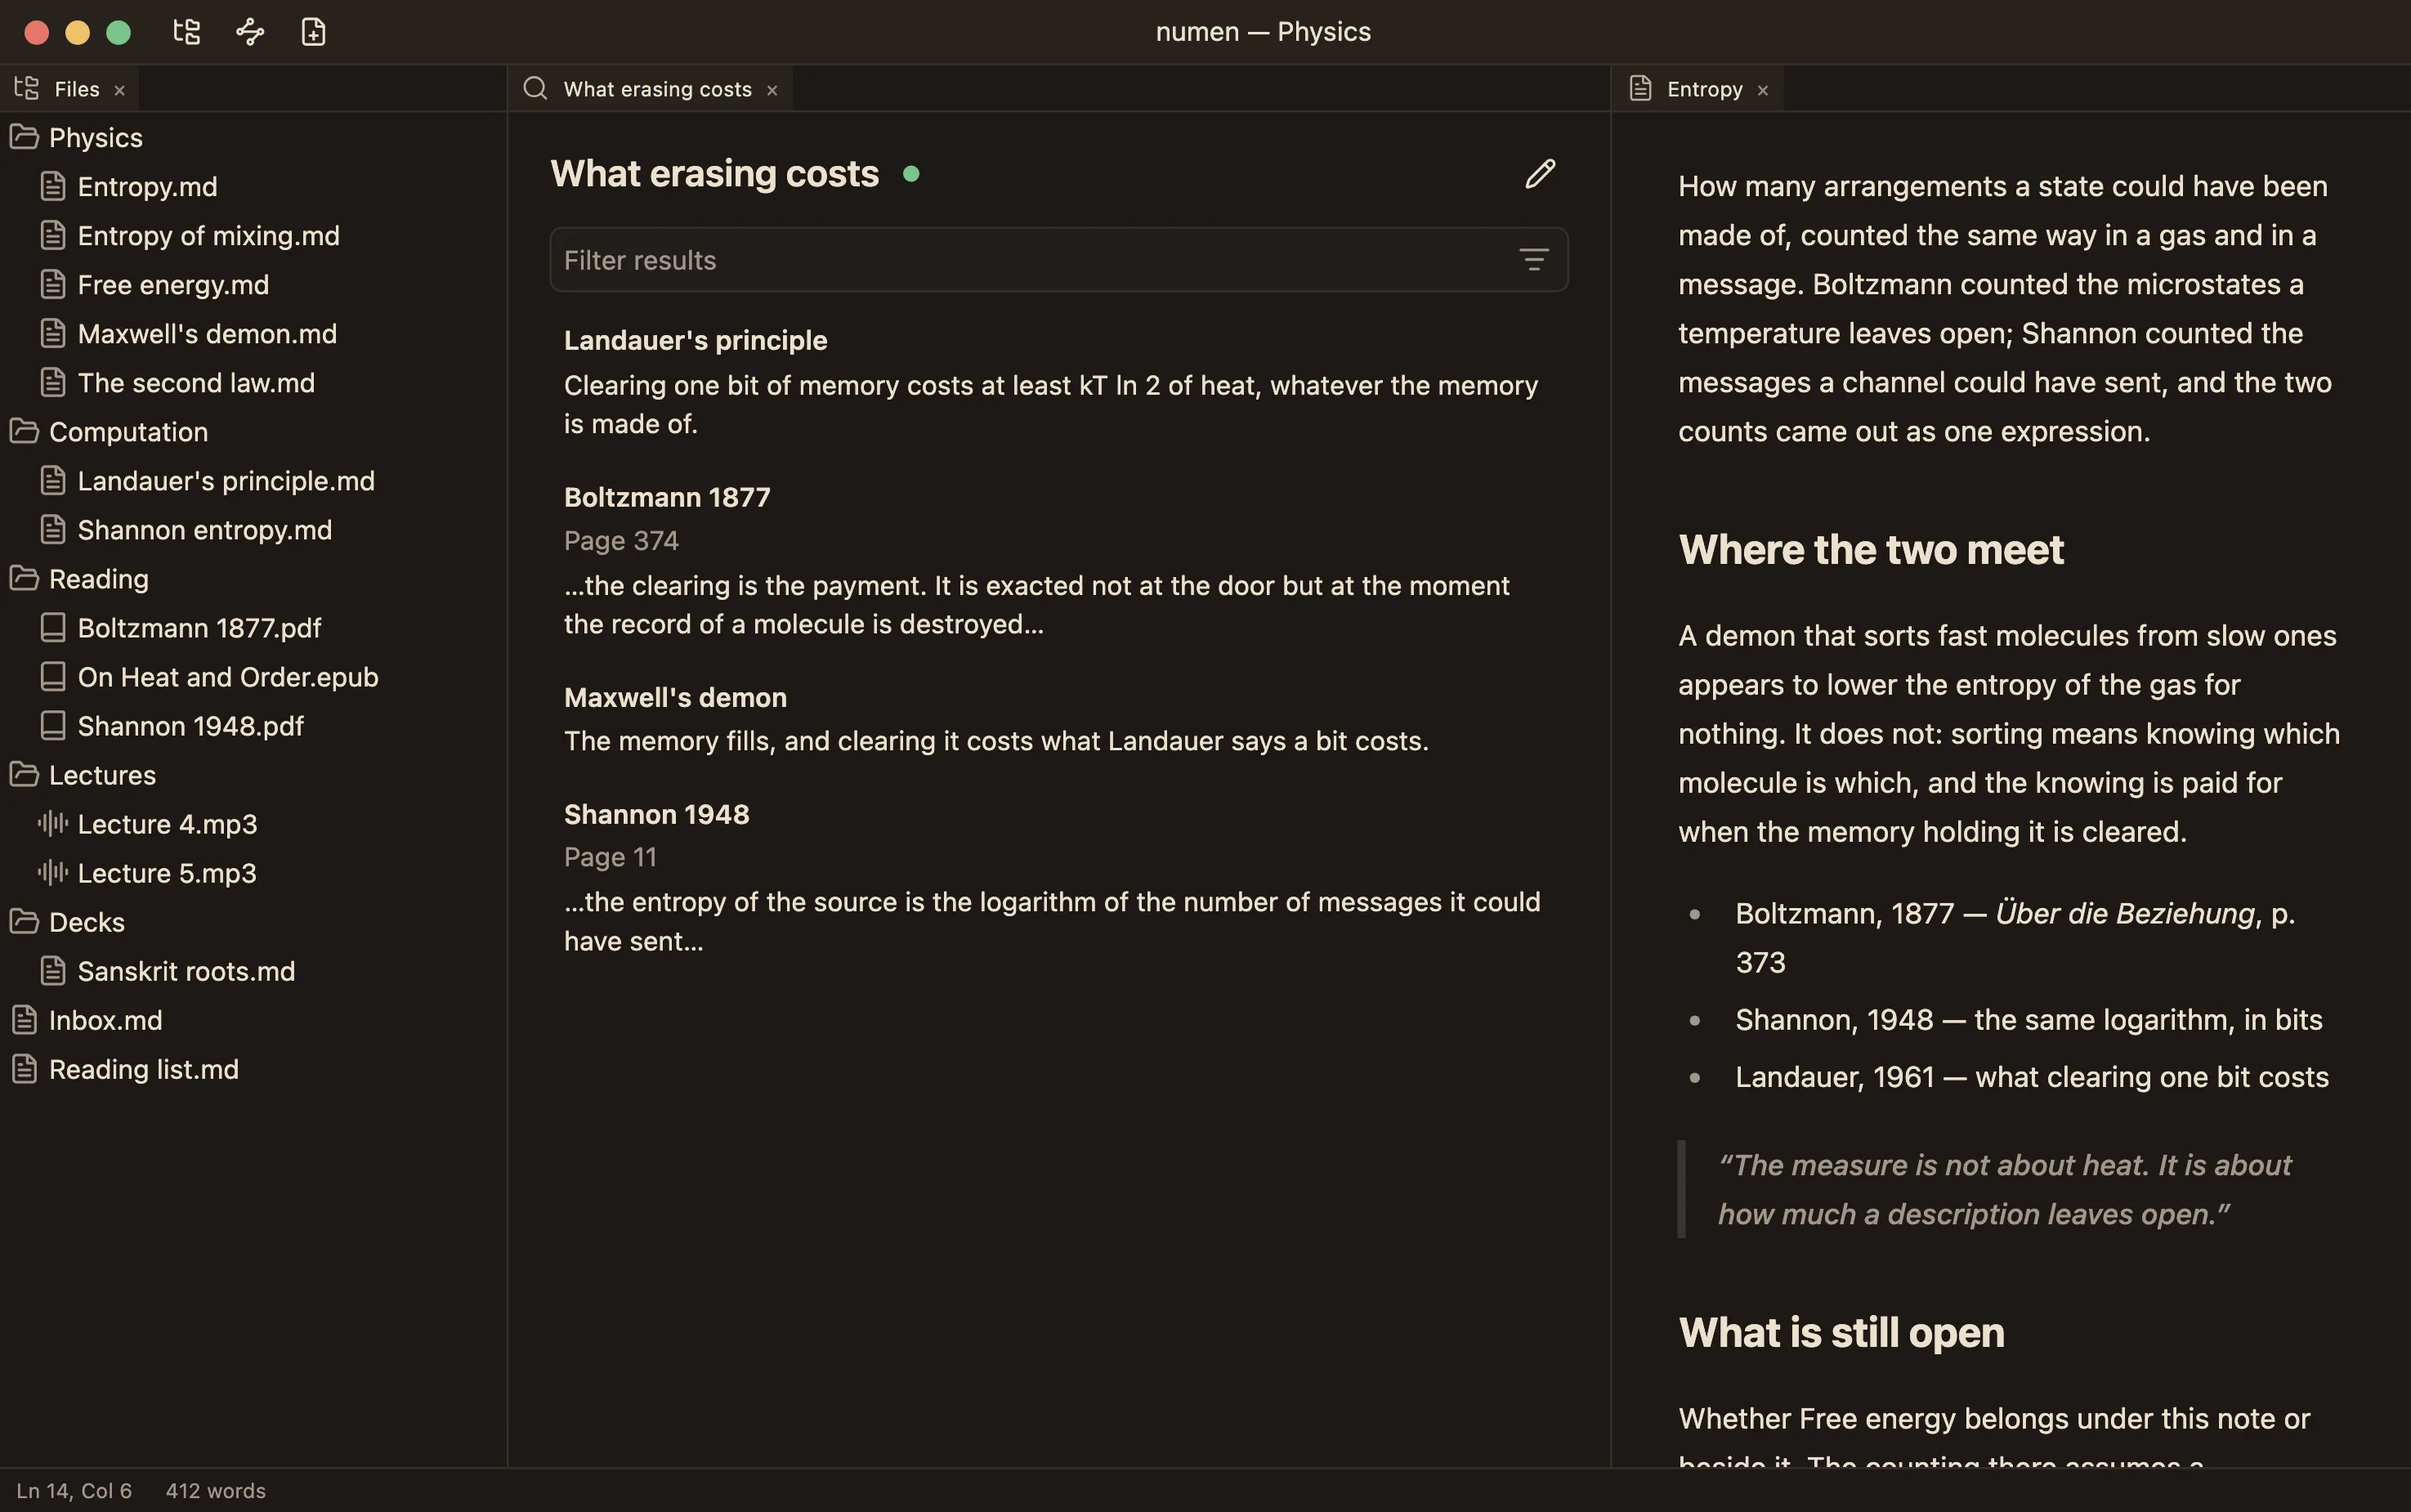 numen — Physics
Files
Physics
Entropy.md
Entropy of mixing.md
Free energy.md
Maxwell's demon.md
The second law.md
Computation
Landauer's principle.md
Shannon entropy.md
Reading
Boltzmann 1877.pdf
On Heat and Order.epub
Shannon 1948.pdf
Lectures
Lecture 4.mp3
Lecture 5.mp3
Decks
Sanskrit roots.md
Inbox.md
Reading list.md
What erasing costs
What erasing costs
Filter results
Landauer's principle
Clearing one bit of memory costs at least kT ln 2 of heat, whatever the memory
is made of.
Boltzmann 1877
Page 374
…the clearing is the payment. It is exacted not at the door but at the moment
the record of a molecule is destroyed…
Maxwell's demon
The memory fills, and clearing it costs what Landauer says a bit costs.
Shannon 1948
Page 11
…the entropy of the source is the logarithm of the number of messages it could
have sent…
Entropy
How many arrangements a state could have been
made of, counted the same way in a gas and in a
message. Boltzmann counted the microstates a
temperature leaves open; Shannon counted the
messages a channel could have sent, and the two
counts came out as one expression.
Where the two meet
A demon that sorts fast molecules from slow ones
appears to lower the entropy of the gas for
nothing. It does not: sorting means knowing which
molecule is which, and the knowing is paid for
when the memory holding it is cleared.
Boltzmann, 1877 — Über die Beziehung, p.
373
Shannon, 1948 — the same logarithm, in bits
Landauer, 1961 — what clearing one bit costs
“The measure is not about heat. It is about
how much a description leaves open.”
What is still open
Whether Free energy belongs under this note or
beside it. The counting there assumes a
Ln 14, Col 6
412 words